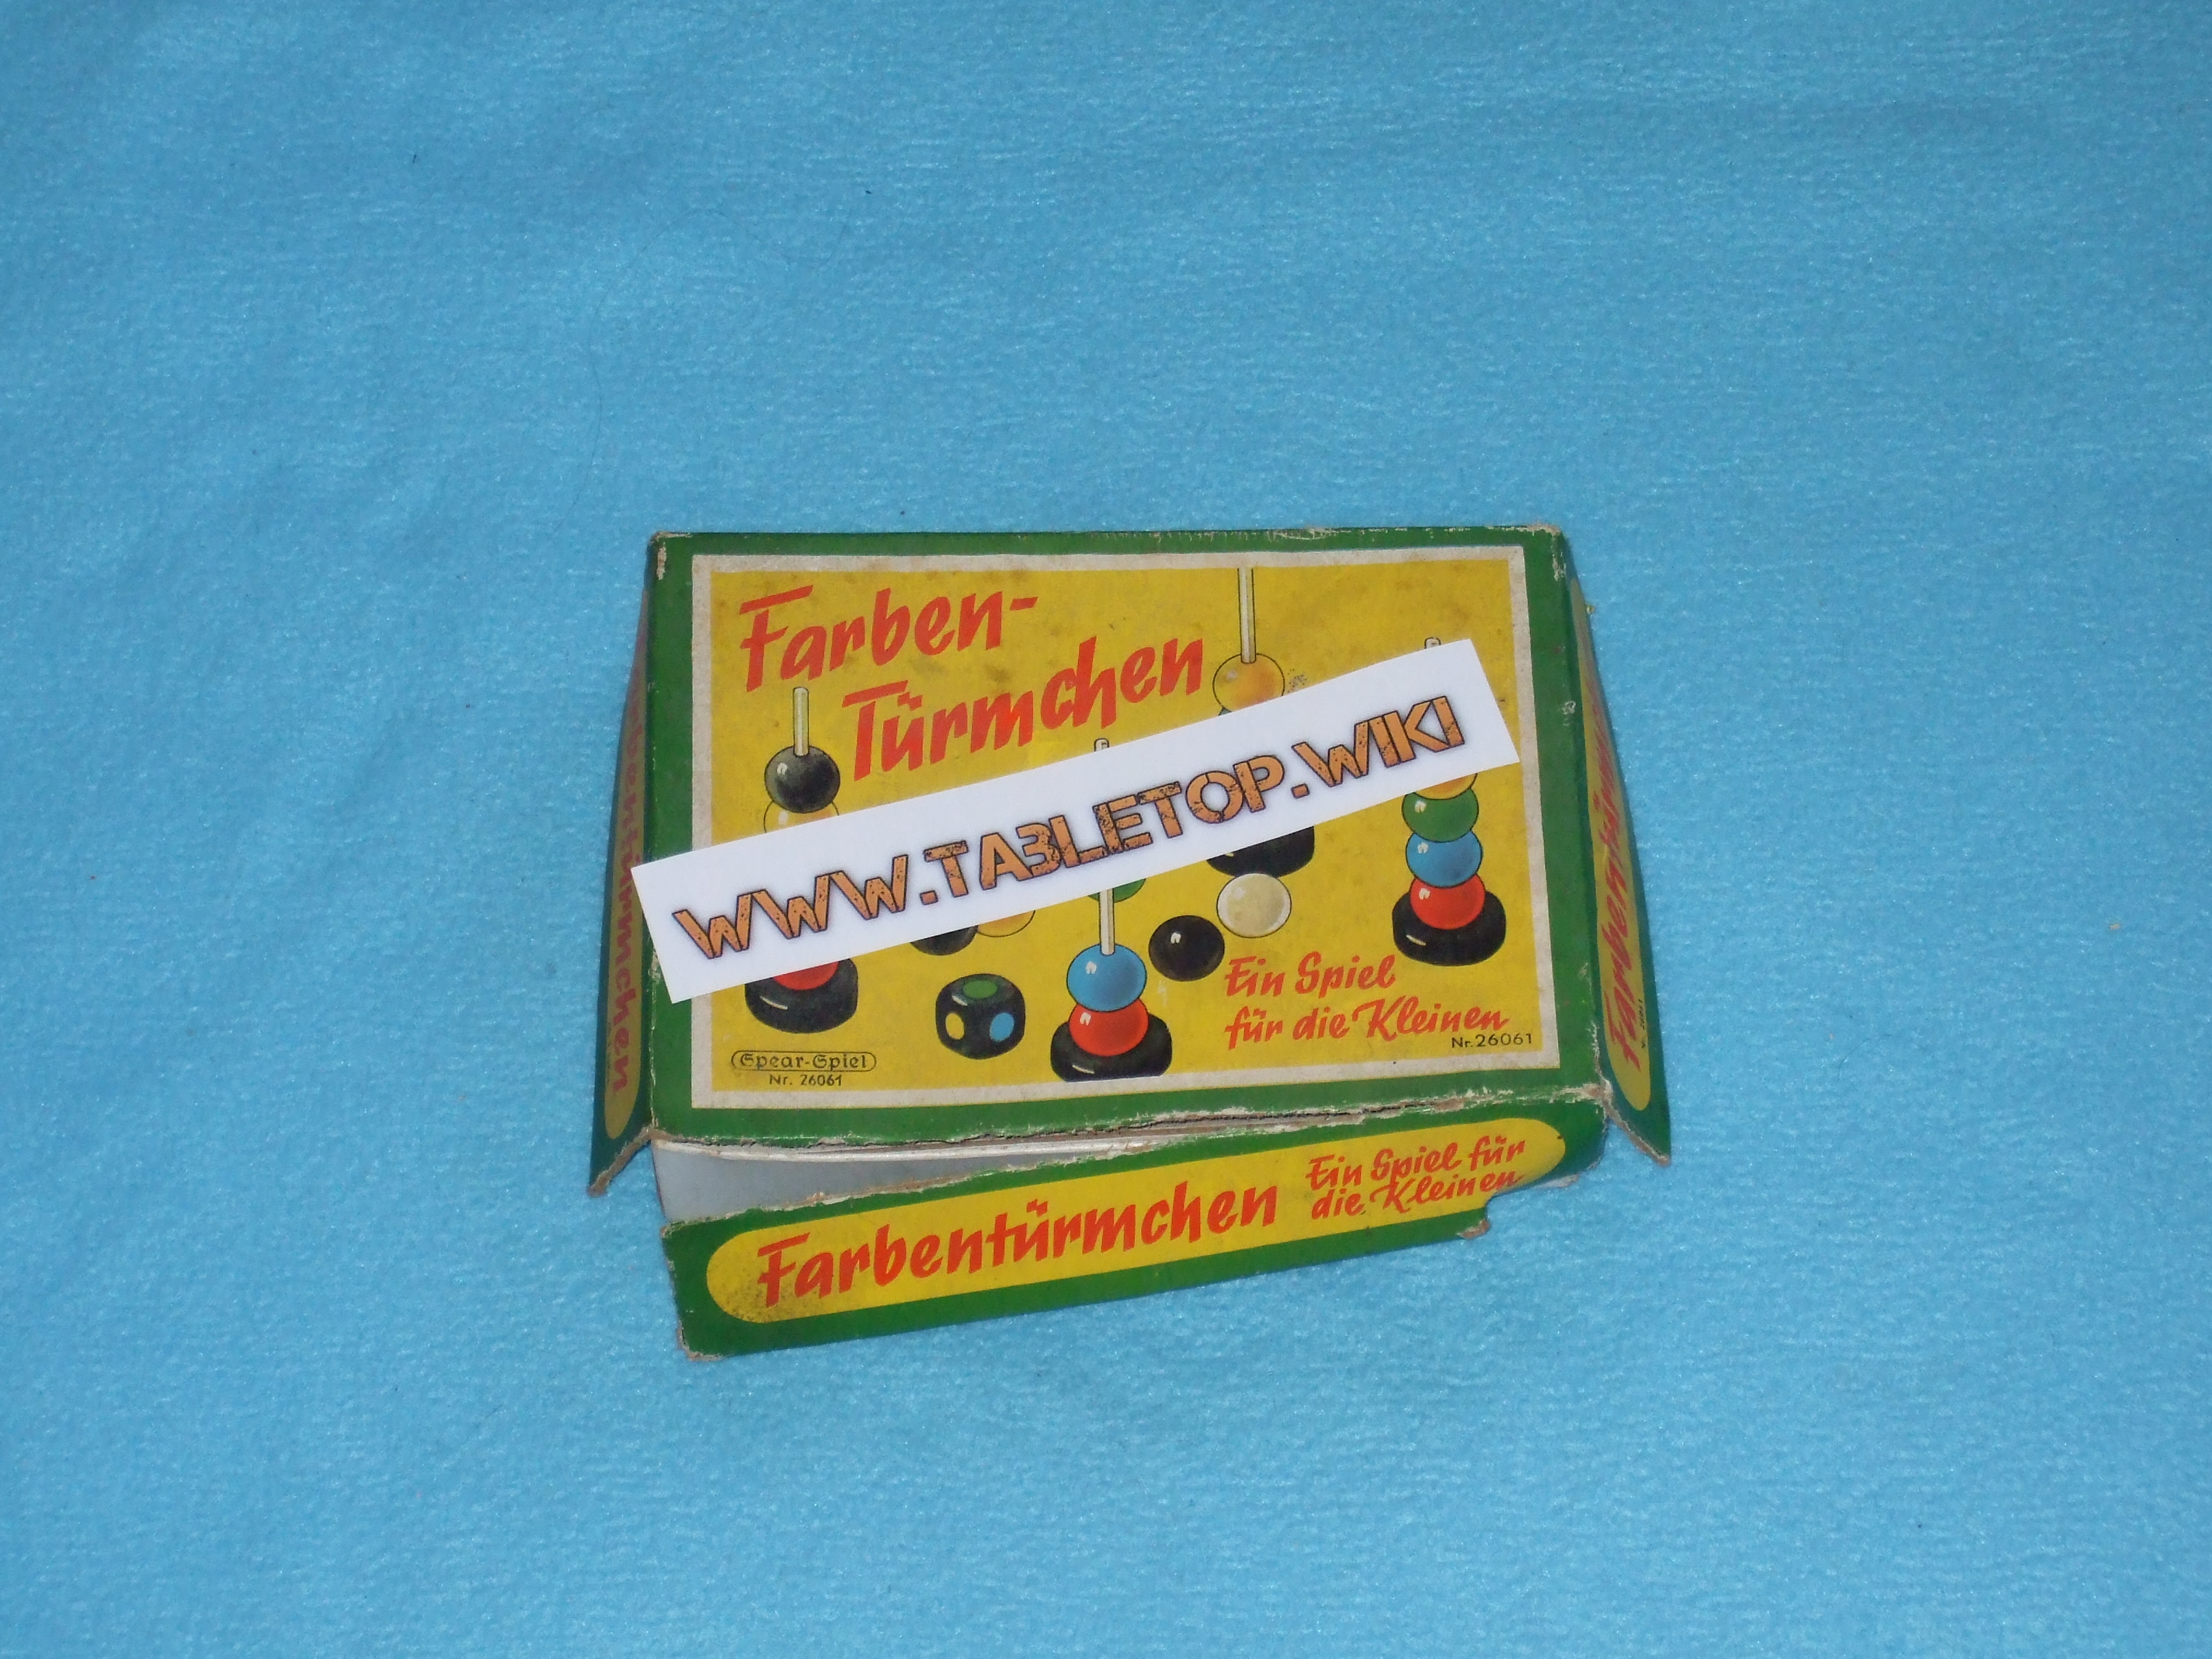 Farben-
Türmchen
WWW.TABLETOP.WIKI
Ein Spiel
für die Kleinen
Nr. 26061
Spear-Spiel
Nr. 26061
Farbentürmchen
Ein Spiel für
die Kleinen
Farbentürmchen
Farbentürmchen